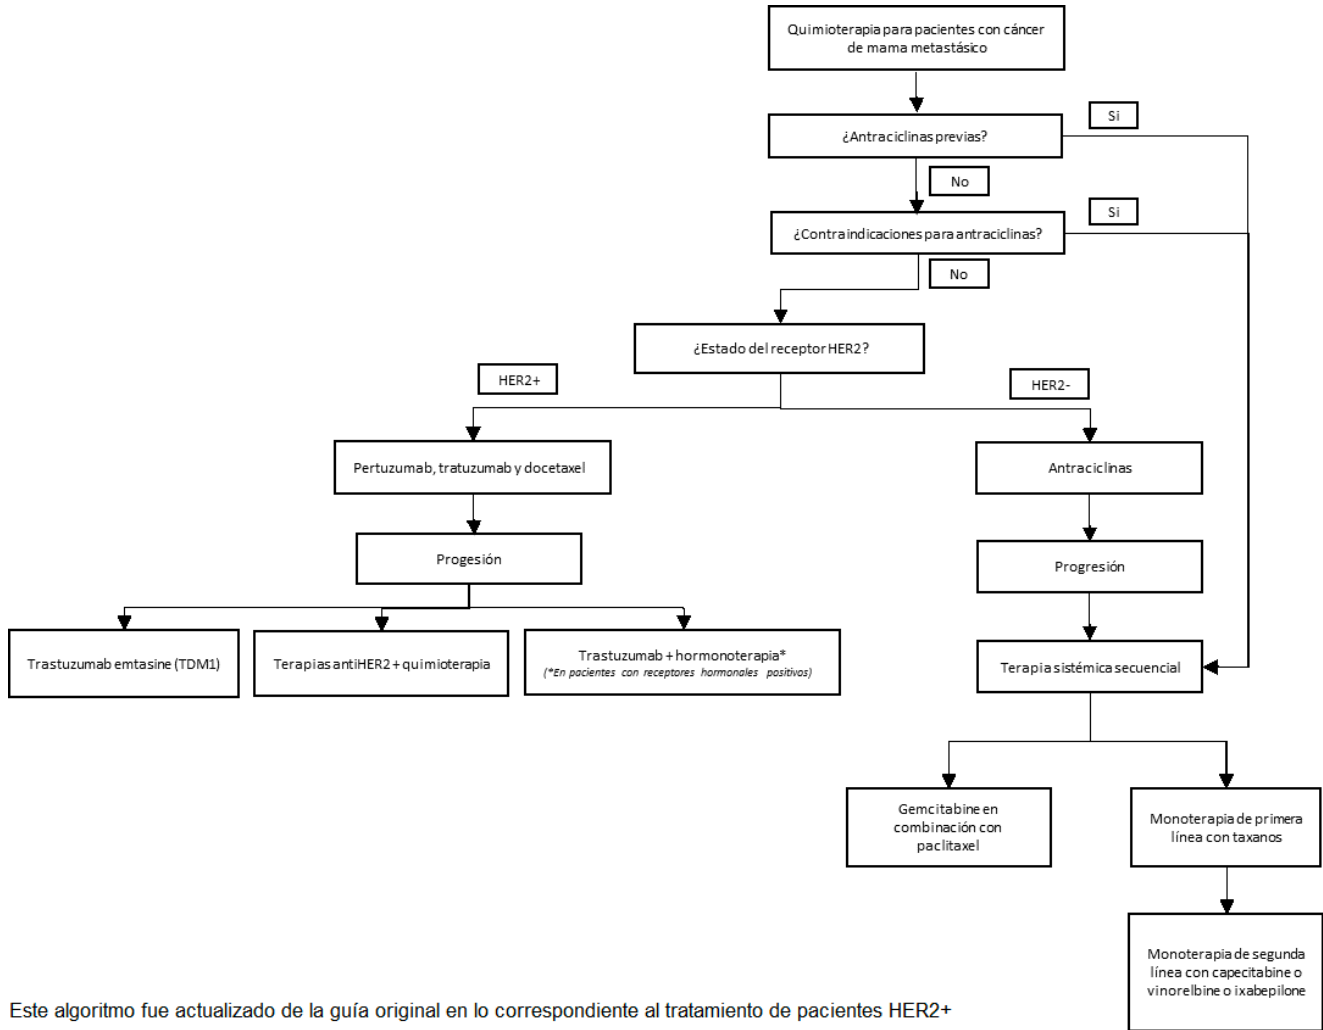 Quimioterapia para pacientes con cáncer
de mama metastásico
Si
¿Antraciclinas previas?
No
Si
¿Contraindicaciones para antraciclinas?
No
¿Estado del receptor HER2?
HER2+
HER2-
Pertuzumab, tratuzumab y docetaxel
Antraciclinas
Progesión
Progresión
Trastuzumab emtasine (TDM1)
Terapias antiHER2 + quimioterapia
Trastuzumab + hormonoterapia*
(*En pacientes con receptores hormonales positivos)
Terapia sistémica secuencial
Gemcitabine en
combinación con
paclitaxel
Monoterapia de primera
línea con taxanos
Monoterapia de segunda
línea con capecitabine o
vinorelbine o ixabepilone
Este algoritmo fue actualizado de la guía original en lo correspondiente al tratamiento de pacientes HER2+